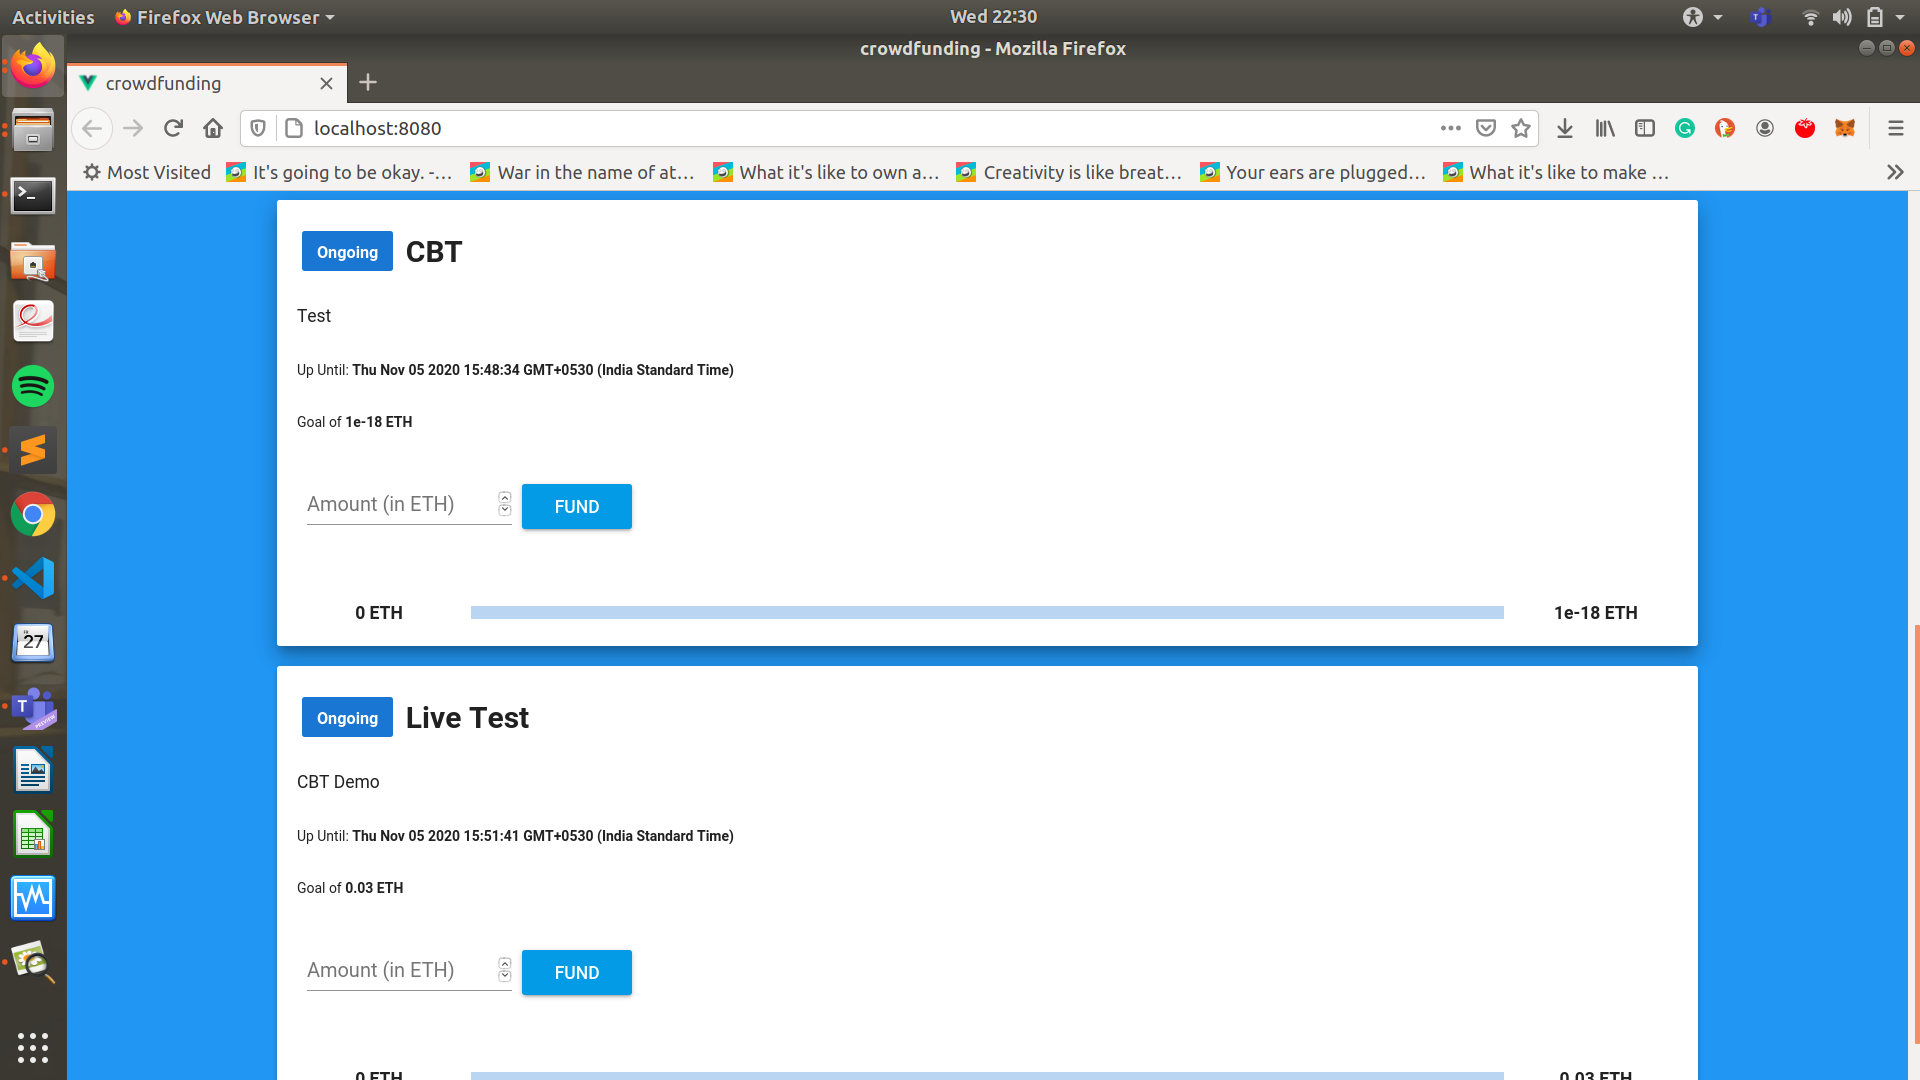 Activities
Firefox Web Browser
Wed 22:30
crowdfunding - Mozilla Firefox
crowdfunding
localhost:8080
Most Visited
It's going to be okay. -...
War in the name of at...
What it's like to own a...
Creativity is like breat...
Your ears are plugged...
What it's like to make ...
Ongoing
CBT
Test
Up Until: Thu Nov 05 2020 15:48:34 GMT+0530 (India Standard Time)
Goal of 1e-18 ETH
Amount (in ETH)
FUND
0 ETH
1e-18 ETH
Ongoing
Live Test
CBT Demo
Up Until: Thu Nov 05 2020 15:51:41 GMT+0530 (India Standard Time)
Goal of 0.03 ETH
Amount (in ETH)
FUND
0 ETH
0.03 ETH
27
T